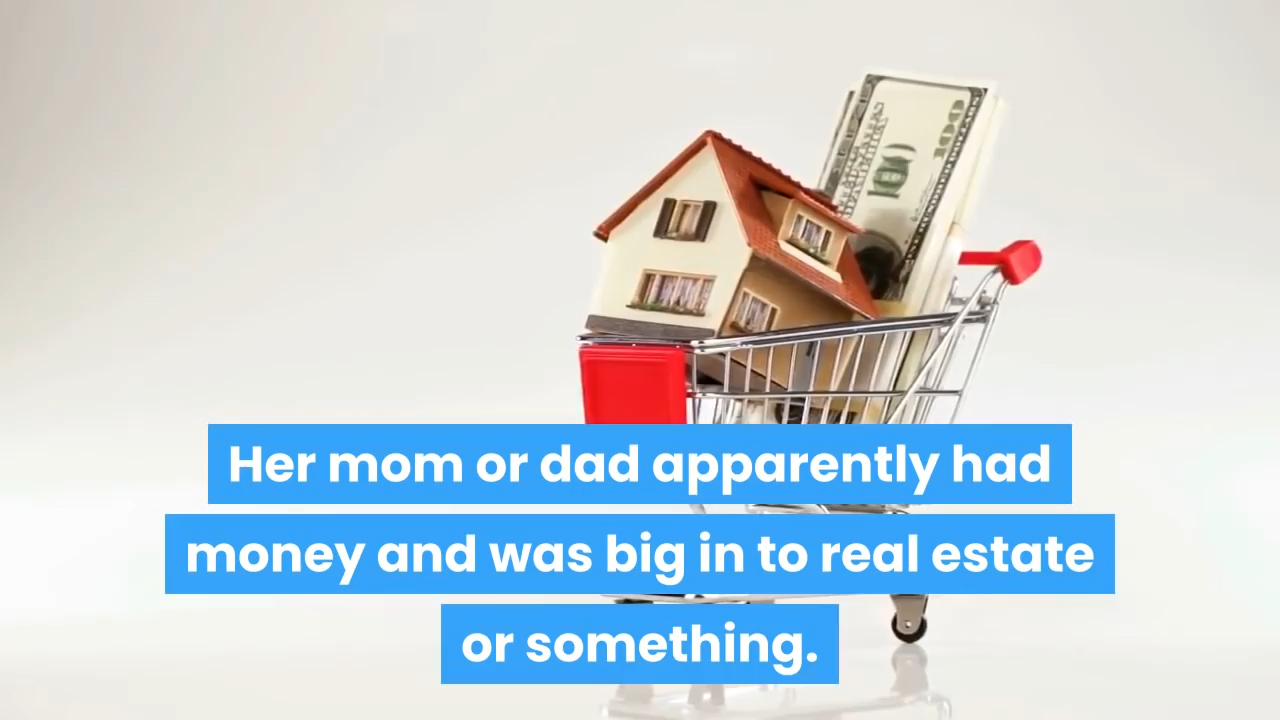 Her mom or dad apparently had
money and was big in to real estate
or something.